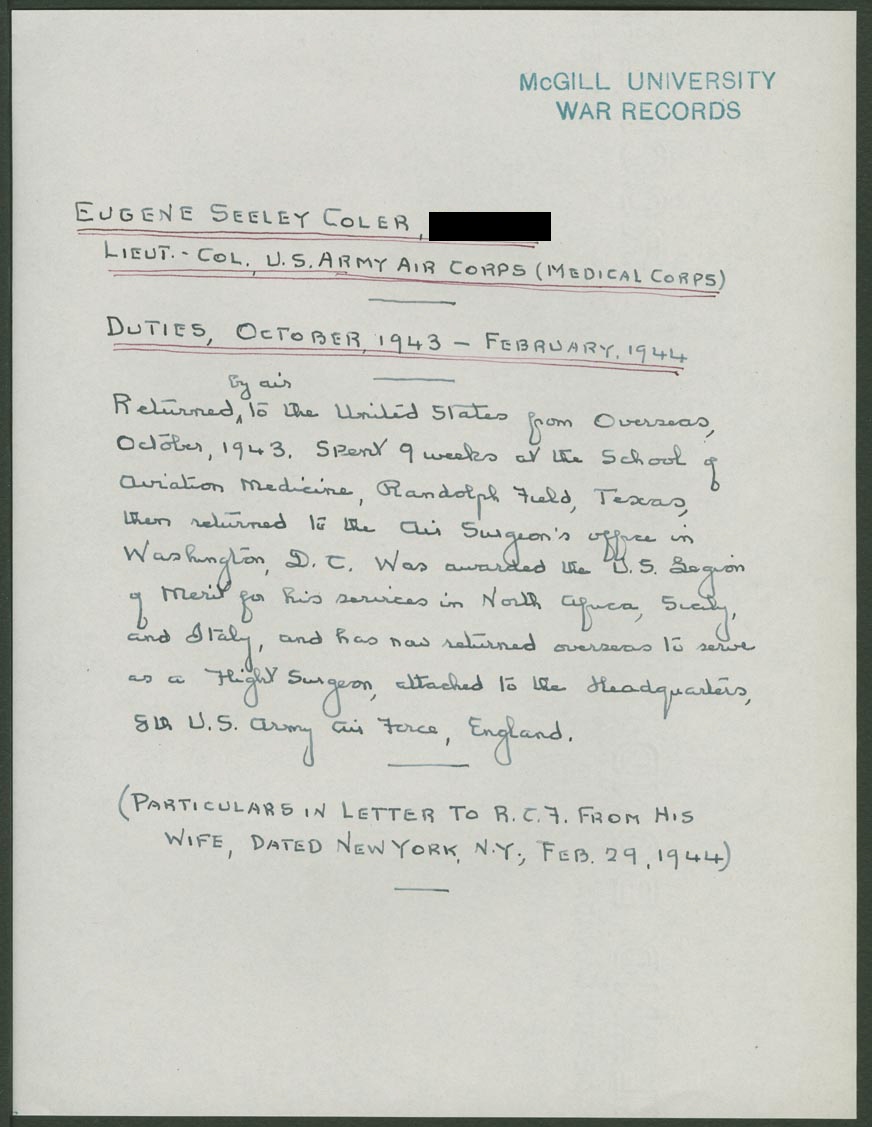 McGILL UNIVERSITY
WAR RECORDS
EUGENE SEELEY COLER,
LIEUT.-COL. U.S. ARMY AIR CORPS (MEDICAL CORPS)
DUTIES, OCTOBER, 1943 – FEBRUARY, 1944
by air
Returned, to the United States from Overseas,
October, 1943. Spent 9 weeks at the School of
Aviation Medicine, Randolph Field, Texas,
then returned to the Air Surgeon's office in
Washington, D.C. Was awarded the U.S. Legion
of Merit for his services in North Africa, Sicily,
and Italy, and has now returned overseas to serve
as a Flight Surgeon, attached to the Headquarters,
8th U.S. Army Air Force, England.
(PARTICULARS IN LETTER TO R.C.F. FROM HIS
WIFE, DATED NEW YORK, N.Y., FEB. 29, 1944)